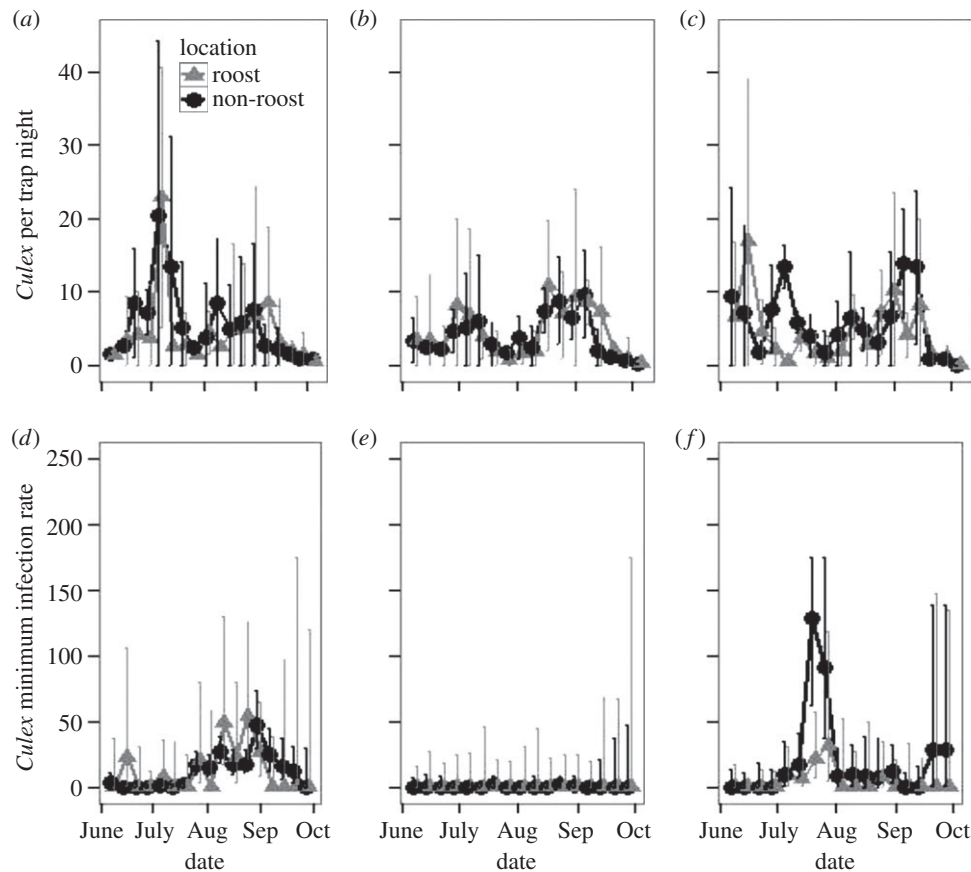 (a)
(b)
(c)
location
roost
non-roost
Culex per trap night
40
30
20
10
0
(d)
(e)
(f)
Culex minimum infection rate
250
200
150
100
50
0
June July Aug Sep Oct
June July Aug Sep Oct
June July Aug Sep Oct
date
date
date